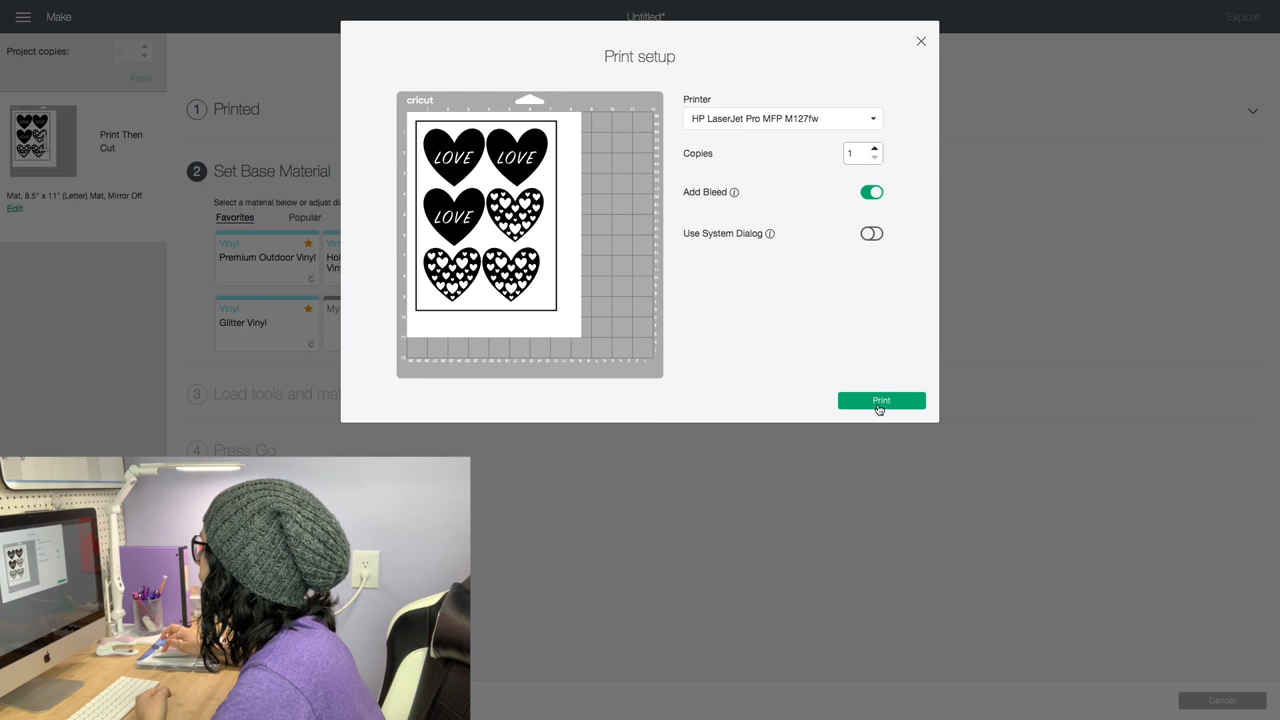 Make
Untitled*
Explore
Project copies:
Apply
Print Then
Cut
Mat, 8.5" x 11" (Letter) Mat, Mirror Off
Edit
1 Printed
2 Set Base Material
Select a material below or adjust di
Favorites Popular
Vinyl
Premium Outdoor Vinyl
Vinyl
Glitter Vinyl
My
3 Load tools and mat
4 Press Go
Print setup
cricut
LOVE LOVE
LOVE
Printer
HP LaserJet Pro MFP M127fw
Copies
1
Add Bleed
Use System Dialog
Print
Cancel